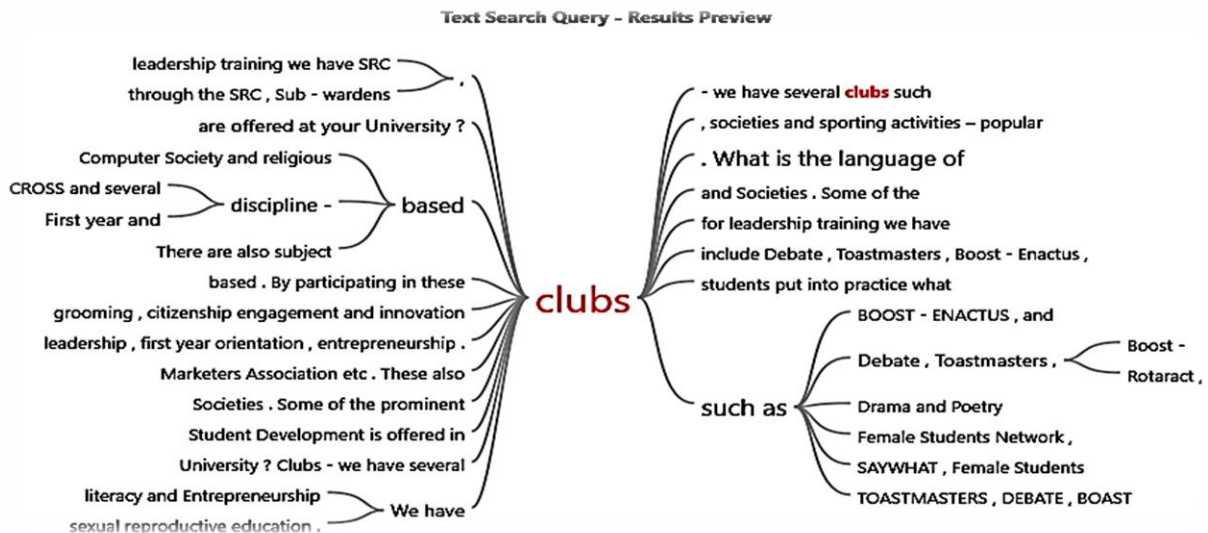 Text Search Query - Results Preview
leadership training we have SRC
through the SRC , Sub - wardens
,
are offered at your University ?
Computer Society and religious
CROSS and several
First year and
discipline -
There are also subject
based
based . By participating in these
grooming , citizenship engagement and innovation
leadership , first year orientation , entrepreneurship .
Marketers Association etc . These also
Societies . Some of the prominent
Student Development is offered in
University ? Clubs - we have several
literacy and Entrepreneurship
sexual reproductive education .
We have
clubs
- we have several clubs such
, societies and sporting activities – popular
. What is the language of
and Societies . Some of the
for leadership training we have
include Debate , Toastmasters , Boost - Enactus ,
students put into practice what
such as
BOOST - ENACTUS , and
Debate , Toastmasters ,
Boost -
Rotaract ,
Drama and Poetry
Female Students Network ,
SAYWHAT , Female Students
TOASTMASTERS , DEBATE , BOAST